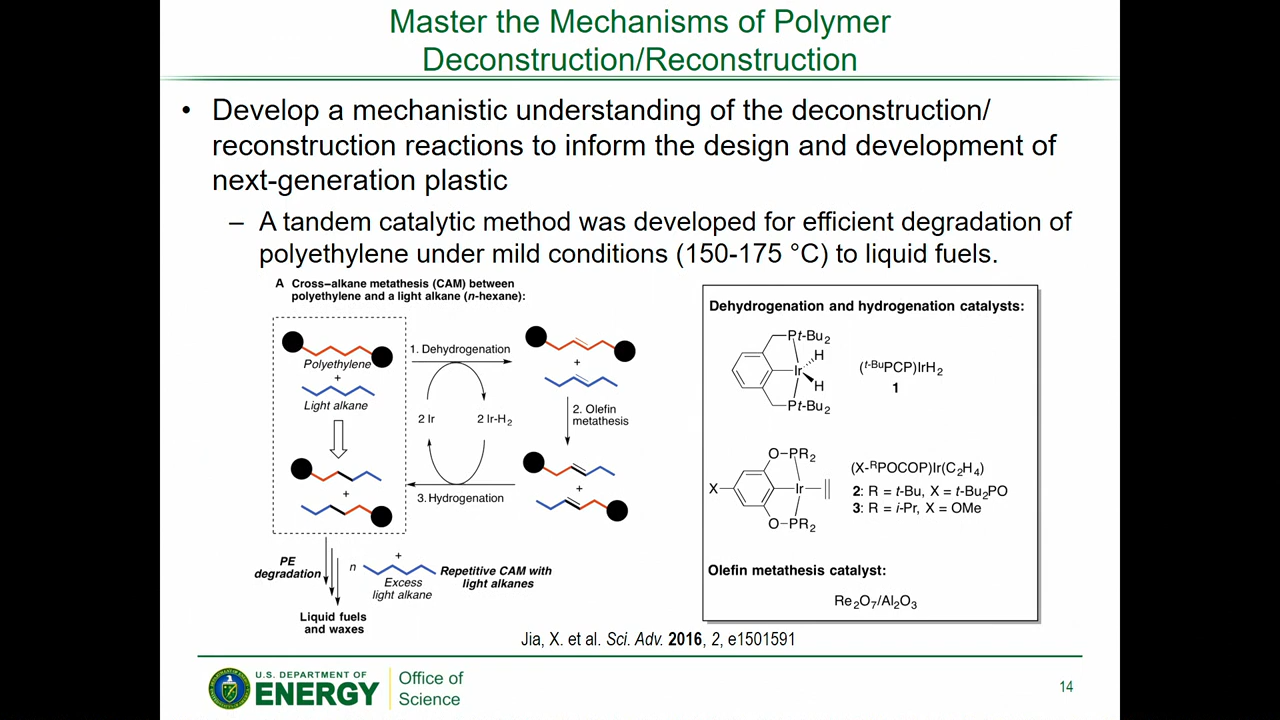 Master the Mechanisms of Polymer
Deconstruction/Reconstruction
• Develop a mechanistic understanding of the deconstruction/
reconstruction reactions to inform the design and development of
next-generation plastic
– A tandem catalytic method was developed for efficient degradation of
polyethylene under mild conditions (150-175 °C) to liquid fuels.
A Cross–alkane metathesis (CAM) between
polyethylene and a light alkane (n-hexane):
Polyethylene
+
Light alkane
1. Dehydrogenation
+
2 Ir
2 Ir-H2
2. Olefin
metathesis
+
3. Hydrogenation
+
PE
degradation
n
+
Excess
light alkane
Repetitive CAM with
light alkanes
Liquid fuels
and waxes
Dehydrogenation and hydrogenation catalysts:
Pt-Bu2
H
Ir
H
Pt-Bu2
(t-BuPCP)IrH2
1
O–PR2
X
Ir
O–PR2
(X-RPOCOP)Ir(C2H4)
2: R = t-Bu, X = t-Bu2PO
3: R = i-Pr, X = OMe
Olefin metathesis catalyst:
Re2O7/Al2O3
Jia, X. et al. Sci. Adv. 2016, 2, e1501591
U.S. DEPARTMENT OF
ENERGY
Office of
Science
14